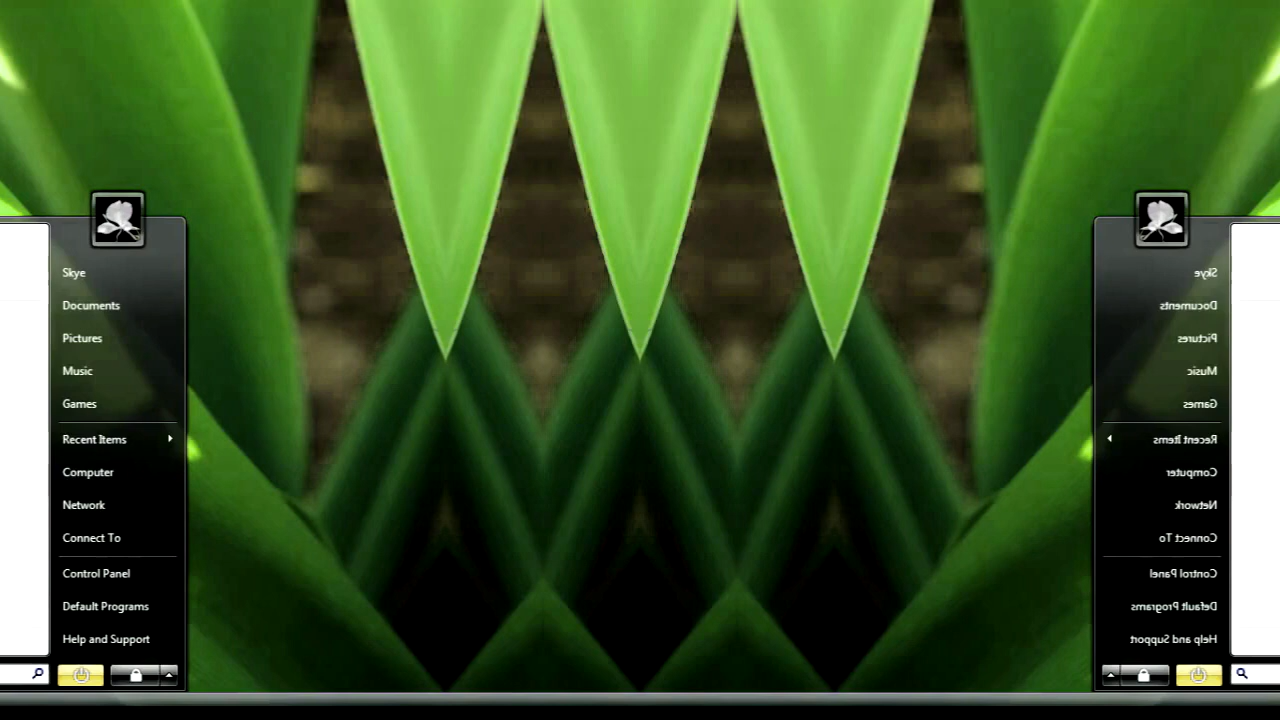 Skye
Documents
Pictures
Music
Games
Recent Items
Computer
Network
Connect To
Control Panel
Default Programs
Help and Support
Skye
Documents
Pictures
Music
Games
Recent Items
Computer
Network
Connect To
Control Panel
Default Programs
Help and Support